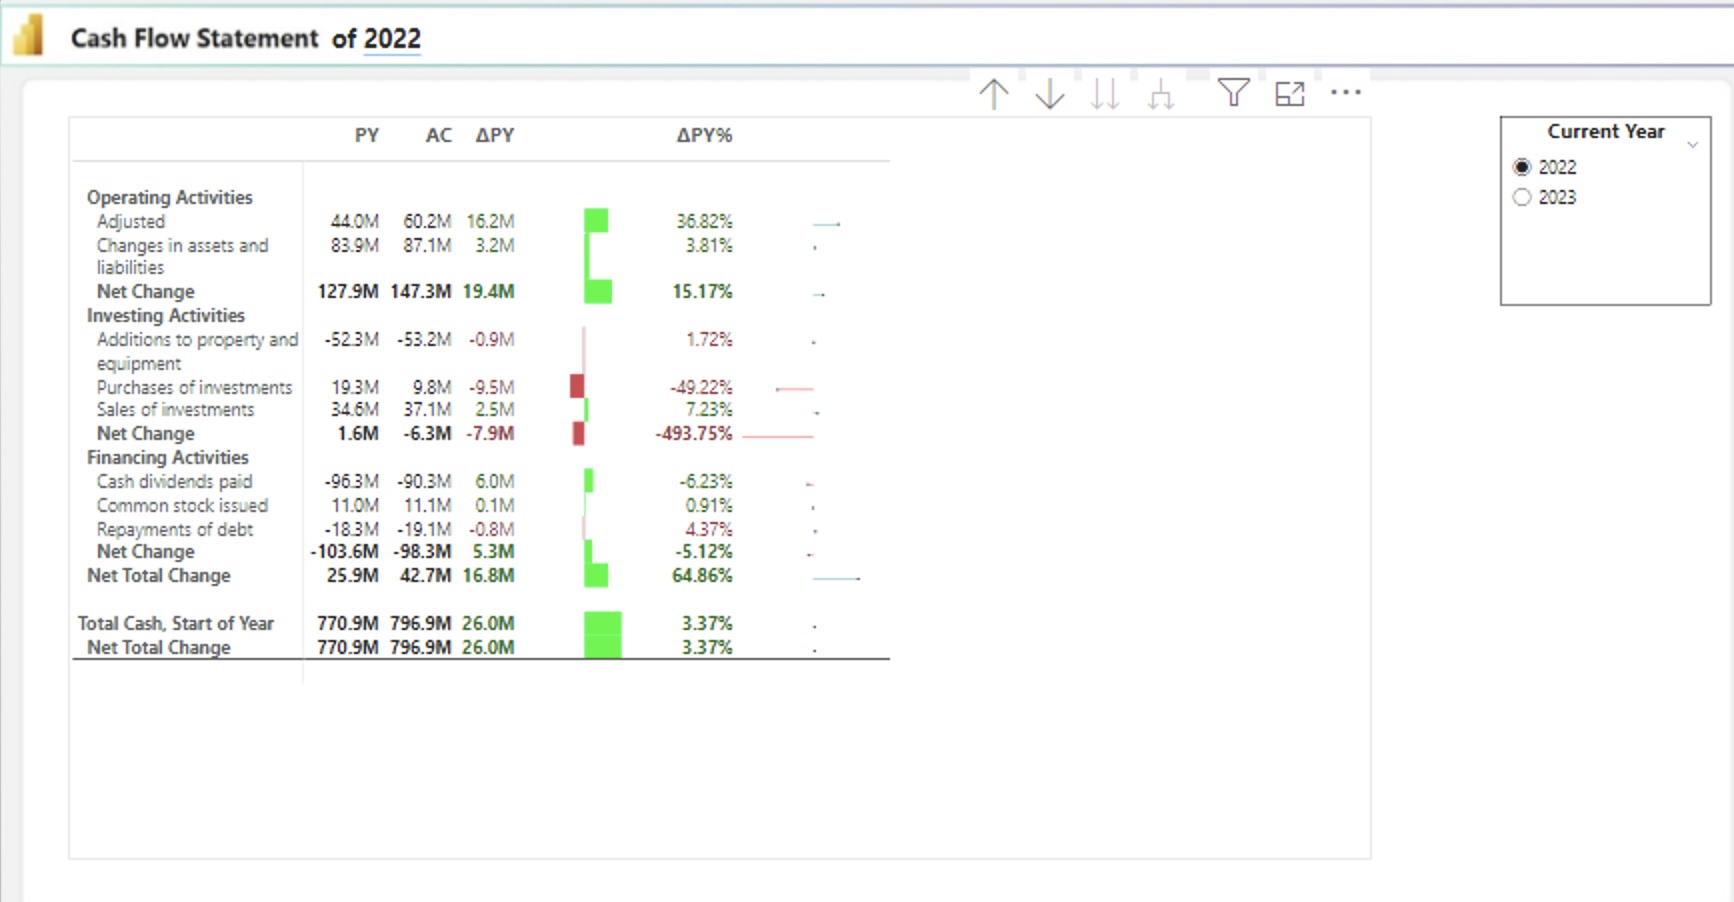 Cash Flow Statement of 2022
PY AC ΔPY ΔPY%
Current Year
2022
2023
Operating Activities
Adjusted 44.0M 60.2M 16.2M 36.82%
Changes in assets and 83.9M 87.1M 3.2M 3.81%
liabilities
Net Change 127.9M 147.3M 19.4M 15.17%
Investing Activities
Additions to property and -52.3M -53.2M -0.9M 1.72%
equipment
Purchases of investments 19.3M 9.8M -9.5M -49.22%
Sales of investments 34.6M 37.1M 2.5M 7.23%
Net Change 1.6M -6.3M -7.9M -493.75%
Financing Activities
Cash dividends paid -96.3M -90.3M 6.0M -6.23%
Common stock issued 11.0M 11.1M 0.1M 0.91%
Repayments of debt -18.3M -19.1M -0.8M 4.37%
Net Change -103.6M -98.3M 5.3M -5.12%
Net Total Change 25.9M 42.7M 16.8M 64.86%
Total Cash, Start of Year 770.9M 796.9M 26.0M 3.37%
Net Total Change 770.9M 796.9M 26.0M 3.37%